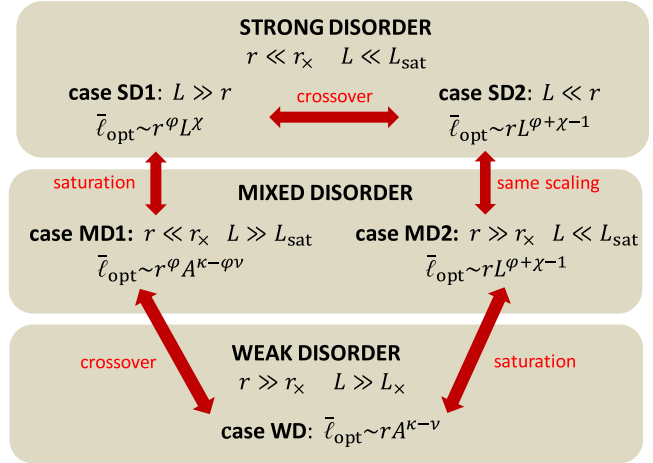 STRONG DISORDER
r ≪ r× L ≪ Lsat
case SD1: L ≫ r
crossover
case SD2: L ≪ r
ℓ̅opt~r^φ L^χ
ℓ̅opt~rL^φ+χ−1
saturation
same scaling
MIXED DISORDER
case MD1: r ≪ r× L ≫ Lsat
case MD2: r ≫ r× L ≪ Lsat
ℓ̅opt~r^φ A^κ−φν
ℓ̅opt~rL^φ+χ−1
crossover
saturation
WEAK DISORDER
r ≫ r× L ≫ L×
case WD: ℓ̅opt~rA^κ−ν